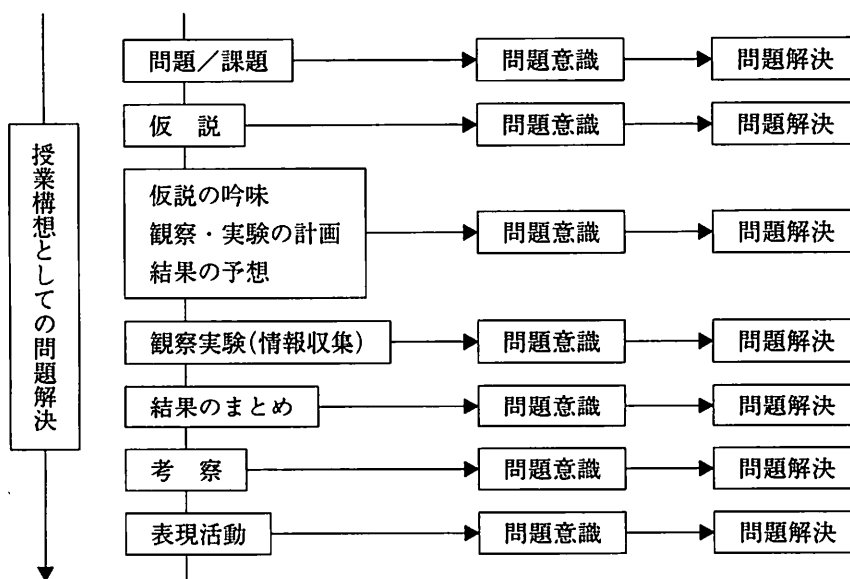 授業構想としての問題解決
問題／課題 問題意識 問題解決
仮　説 問題意識 問題解決
仮説の吟味
観察・実験の計画 問題意識 問題解決
結果の予想
観察実験(情報収集) 問題意識 問題解決
結果のまとめ 問題意識 問題解決
考　察 問題意識 問題解決
表現活動 問題意識 問題解決